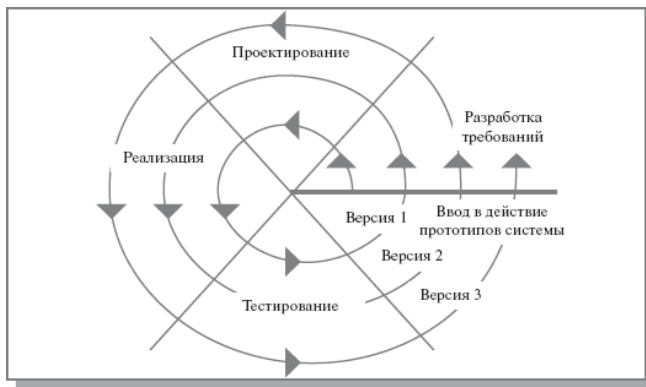 Проектирование
Разработка
требований
Реализация
Версия 1
Ввод в действие
прототипов системы
Версия 2
Версия 3
Тестирование